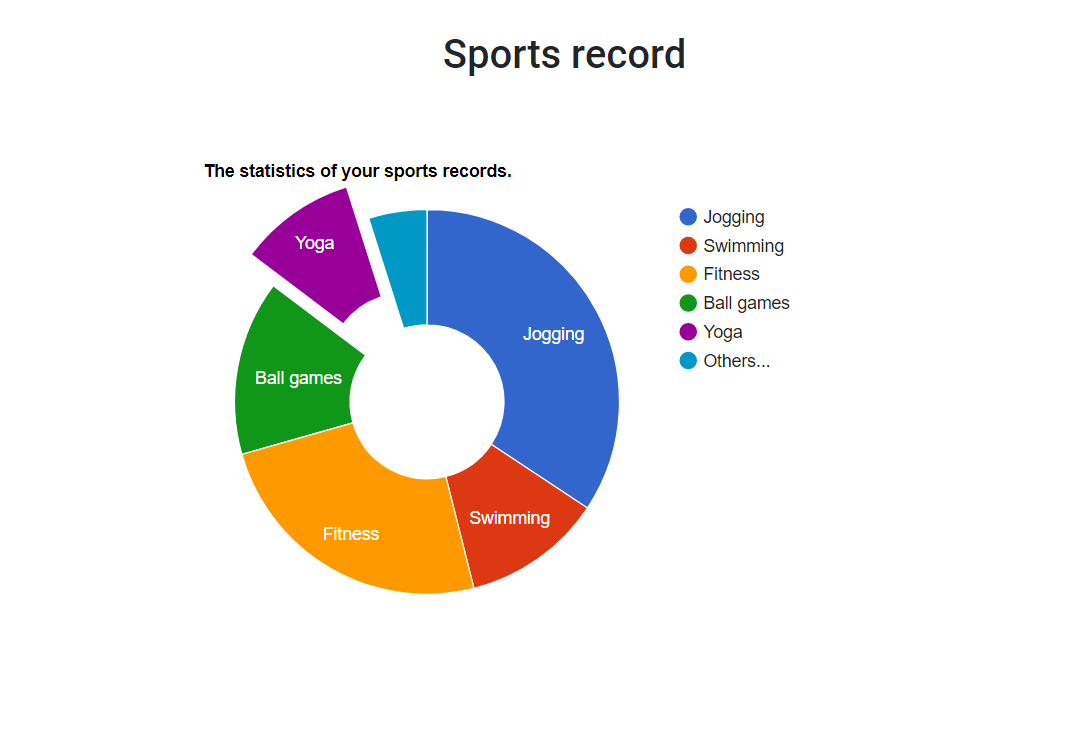 Sports record
The statistics of your sports records.
Yoga
Jogging
Ball games
Swimming
Fitness
Jogging
Swimming
Fitness
Ball games
Yoga
Others...